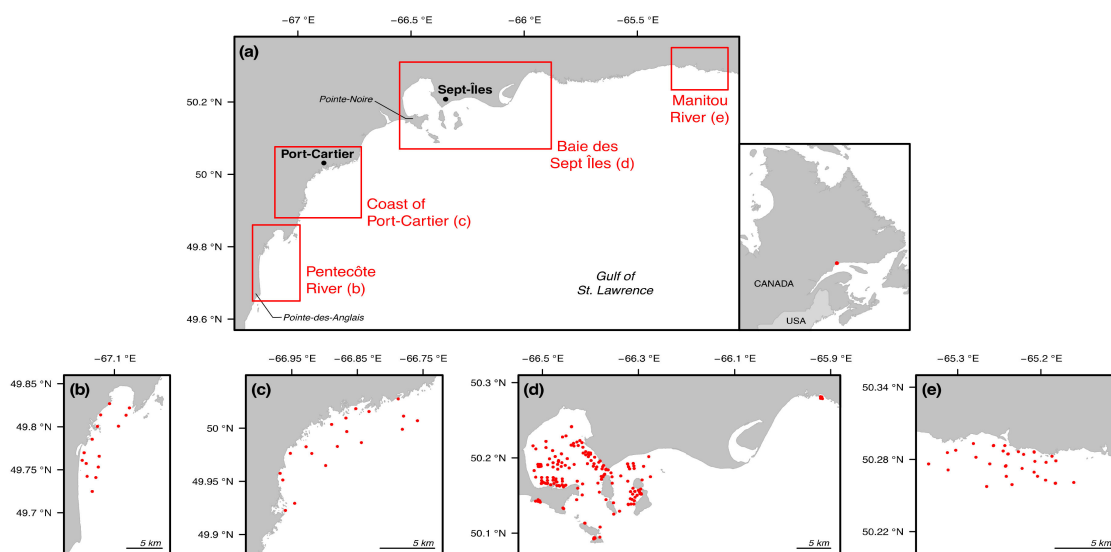 −67 °E −66.5 °E −66 °E −65.5 °E
(a)
50.2 °N
50 °N
49.8 °N
49.6 °N
Pointe-Noire
Sept-Îles
Manitou
River (e)
Baie des
Sept Îles (d)
Port-Cartier
Coast of
Port-Cartier (c)
Pentecôte
River (b)
Pointe-des-Anglais
Gulf of
St. Lawrence
CANADA
USA
−67.1 °E
(b)
49.85 °N
49.8 °N
49.75 °N
49.7 °N
5 km
−66.95 °E −66.85 °E −66.75 °E
(c)
50 °N
49.95 °N
49.9 °N
5 km
−66.5 °E −66.3 °E −66.1 °E −65.9 °E
(d)
50.3 °N
50.2 °N
50.1 °N
5 km
−65.3 °E −65.2 °E
(e)
50.34 °N
50.28 °N
50.22 °N
5 km